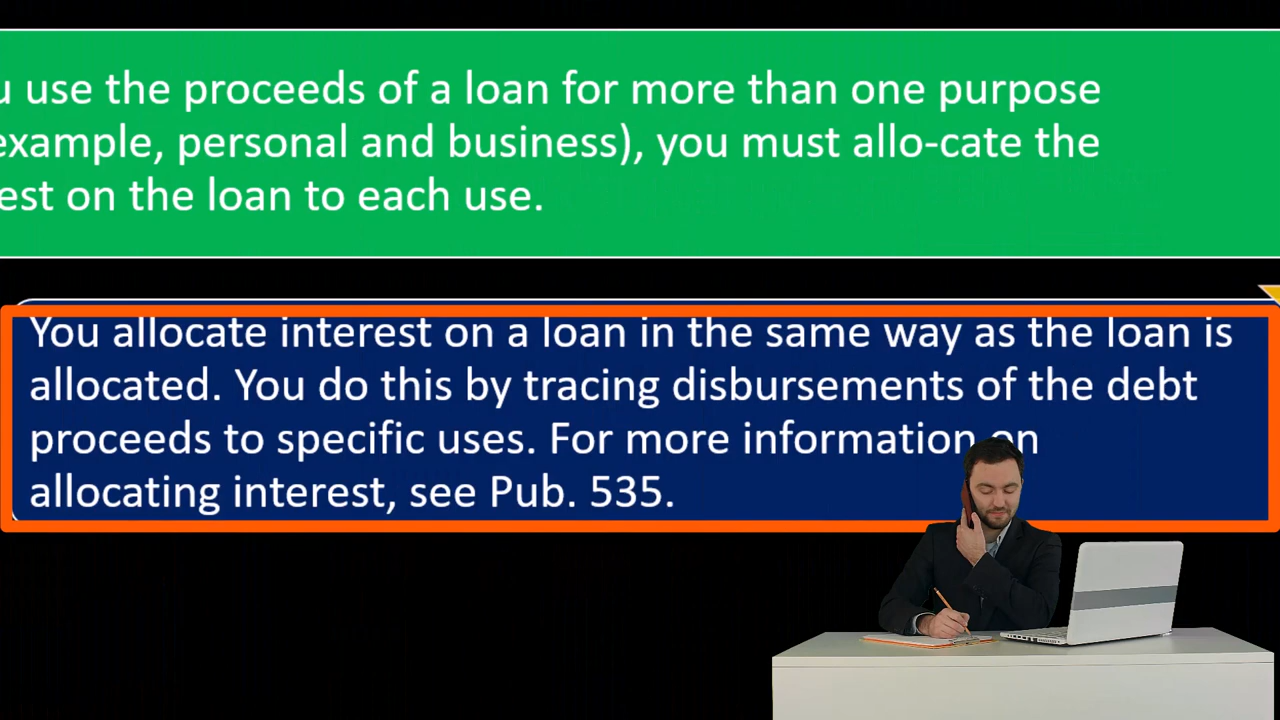 u use the proceeds of a loan for more than one purpose
example, personal and business), you must allo-cate the
est on the loan to each use.
You allocate interest on a loan in the same way as the loan is
allocated. You do this by tracing disbursements of the debt
proceeds to specific uses. For more information on
allocating interest, see Pub. 535.